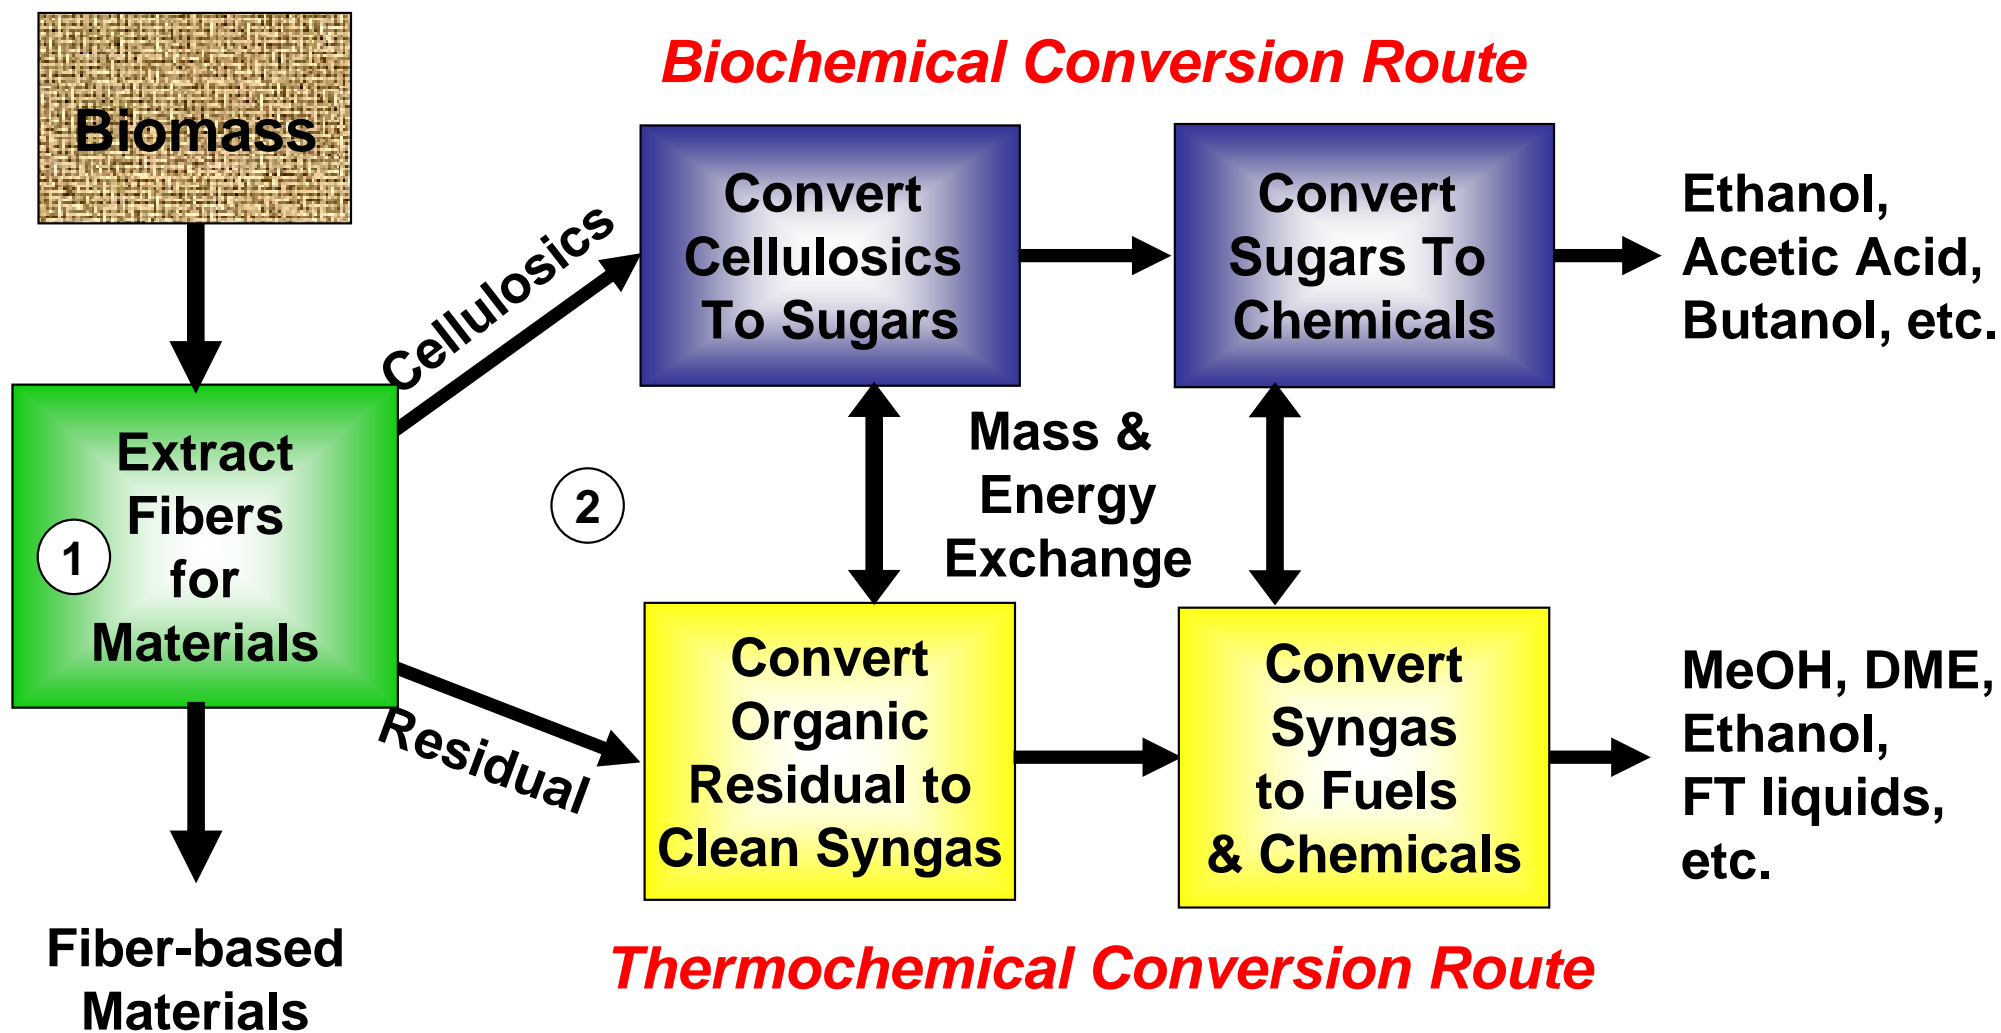 Biomass
Biochemical Conversion Route
Convert
Cellulosics
To Sugars
Convert
Sugars To
Chemicals
Ethanol,
Acetic Acid,
Butanol, etc.
Cellulosics
Extract
Fibers
for
Materials
1
2
Mass &
Energy
Exchange
Residual
Convert
Organic
Residual to
Clean Syngas
Convert
Syngas
to Fuels
& Chemicals
MeOH, DME,
Ethanol,
FT liquids,
etc.
Fiber-based
Materials
Thermochemical Conversion Route